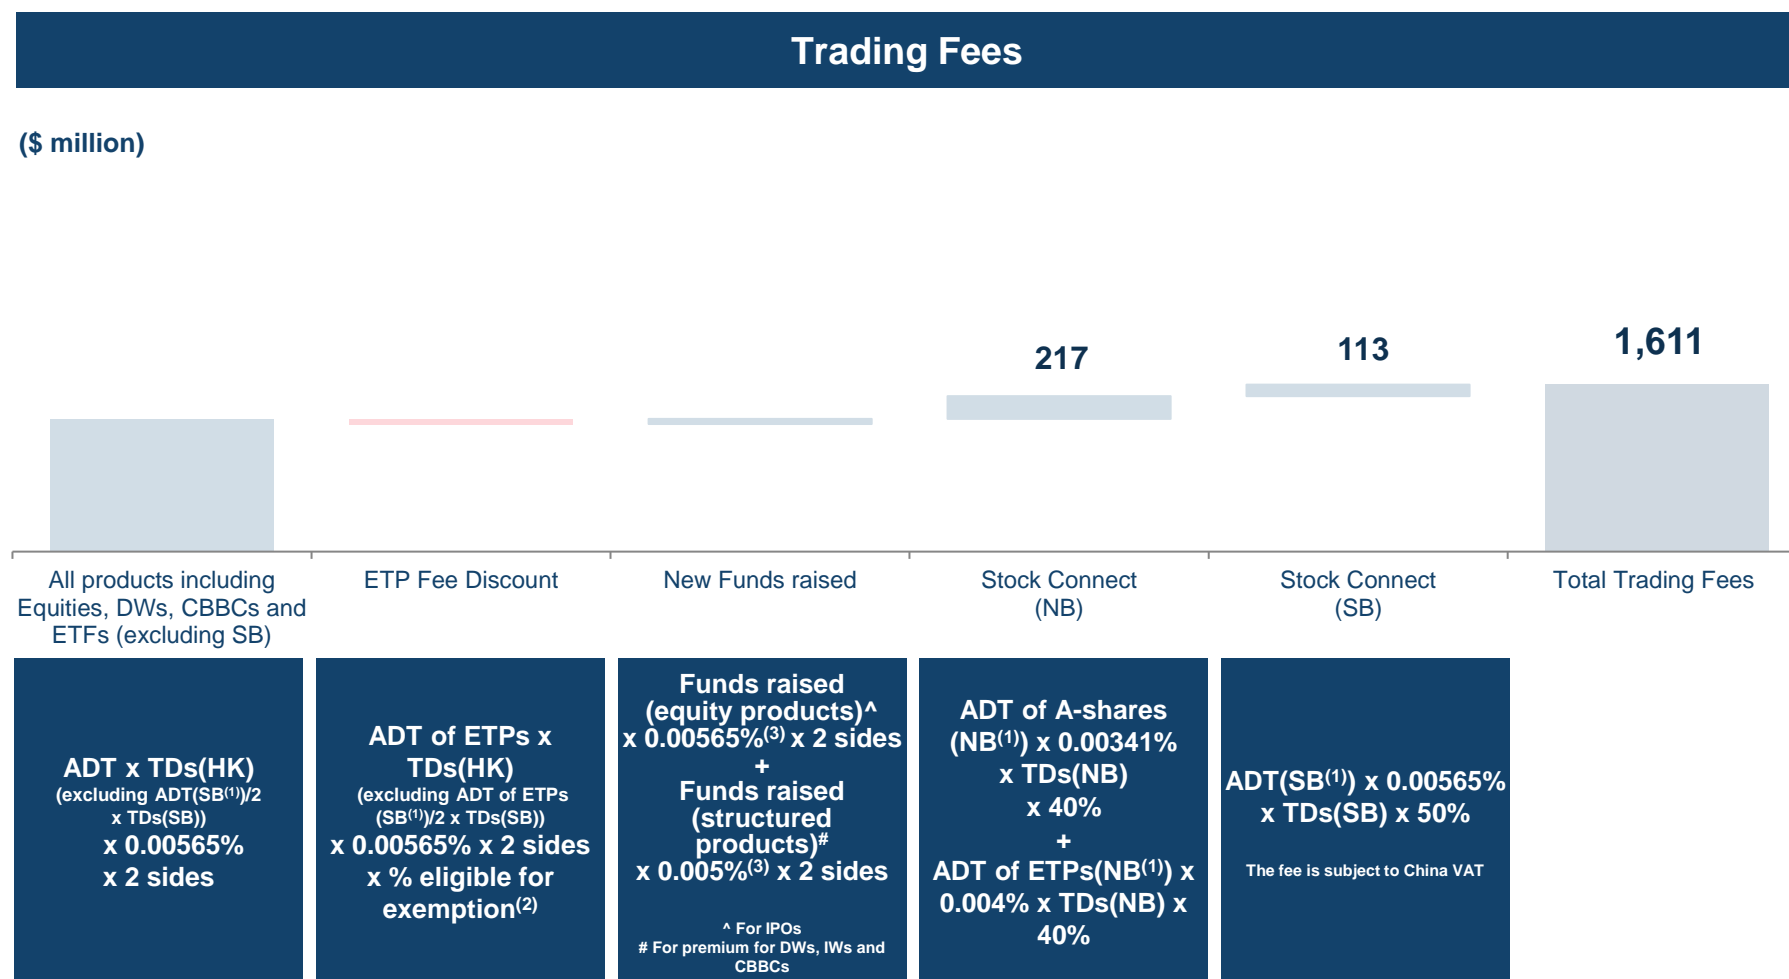 Trading Fees
($ million)
217
113
1,611
All products including
Equities, DWs, CBBCs and
ETFs (excluding SB)
ETP Fee Discount
New Funds raised
Stock Connect
(NB)
Stock Connect
(SB)
Total Trading Fees
ADT x TDs(HK)
(excluding ADT(SB(1))/2
x TDs(SB))
x 0.00565%
x 2 sides
ADT of ETPs x
TDs(HK)
(excluding ADT of ETPs
(SB(1))/2 x TDs(SB))
x 0.00565% x 2 sides
x % eligible for
exemption(2)
Funds raised
(equity products)^
x 0.00565%(3) x 2 sides
+
Funds raised
(structured
products)#
x 0.005%(3) x 2 sides
^ For IPOs
# For premium for DWs, IWs and
CBBCs
ADT of A-shares
(NB(1)) x 0.00341%
x TDs(NB)
x 40%
+
ADT of ETPs(NB(1)) x
0.004% x TDs(NB) x
40%
ADT(SB(1)) x 0.00565%
x TDs(SB) x 50%
The fee is subject to China VAT